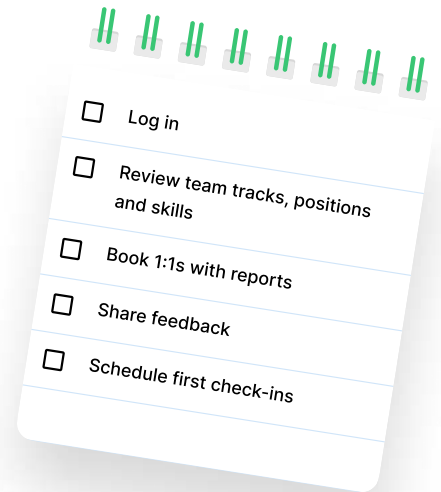 Log in
Review team tracks, positions
and skills
Book 1:1s with reports
Share feedback
Schedule first check-ins